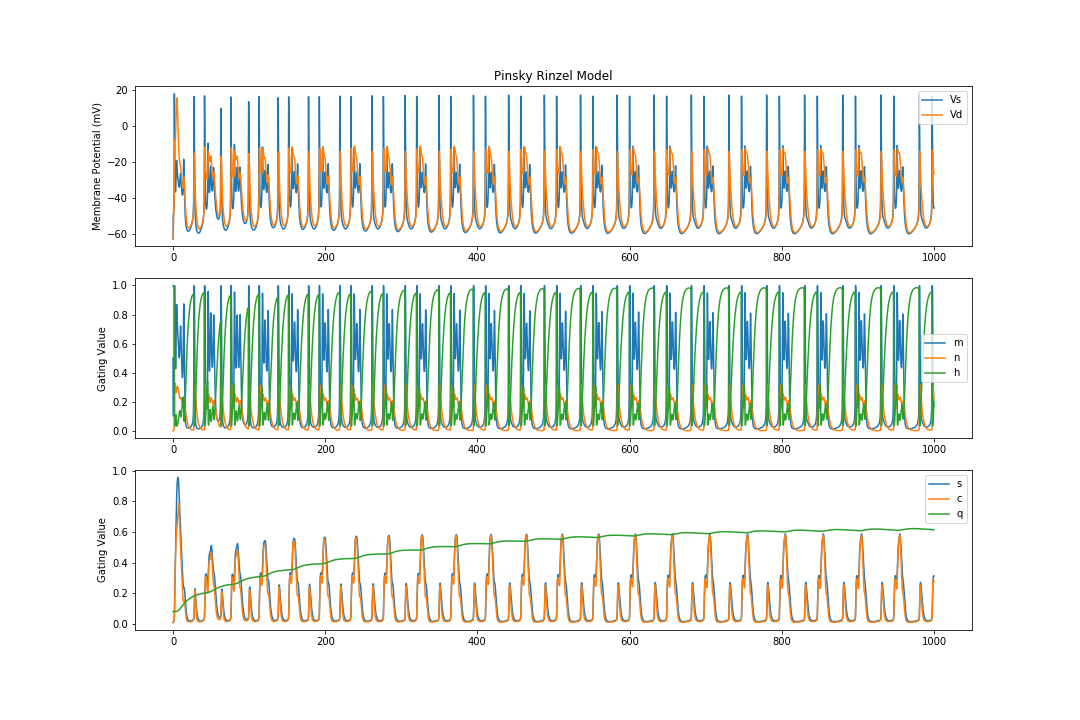 Pinsky Rinzel Model
Membrane Potential (mV)
20
0
−20
−40
−60
Vs
Vd
0 200 400 600 800 1000
Gating Value
1.0
0.8
0.6
0.4
0.2
0.0
m
n
h
0 200 400 600 800 1000
Gating Value
1.0
0.8
0.6
0.4
0.2
0.0
s
c
q
0 200 400 600 800 1000